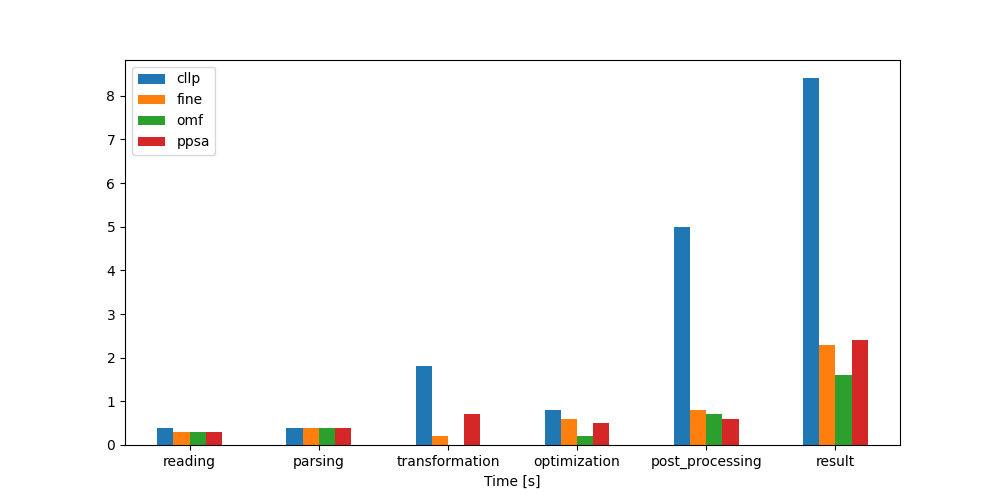 cllp
fine
omf
ppsa
8
7
6
5
4
3
2
1
0
reading parsing transformation optimization post_processing result
Time [s]